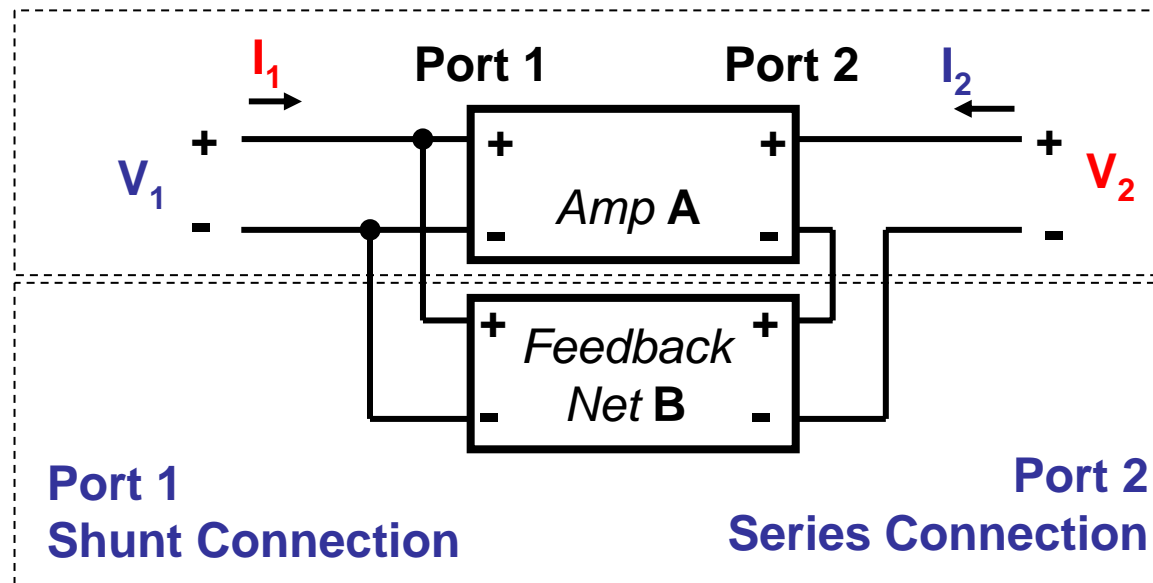 I1
Port 1
Port 2
I2
+
+
+
+
V1
V2
Amp A
-
-
-
-
+
+
Feedback
Net B
-
-
Port 1
Shunt Connection
Port 2
Series Connection